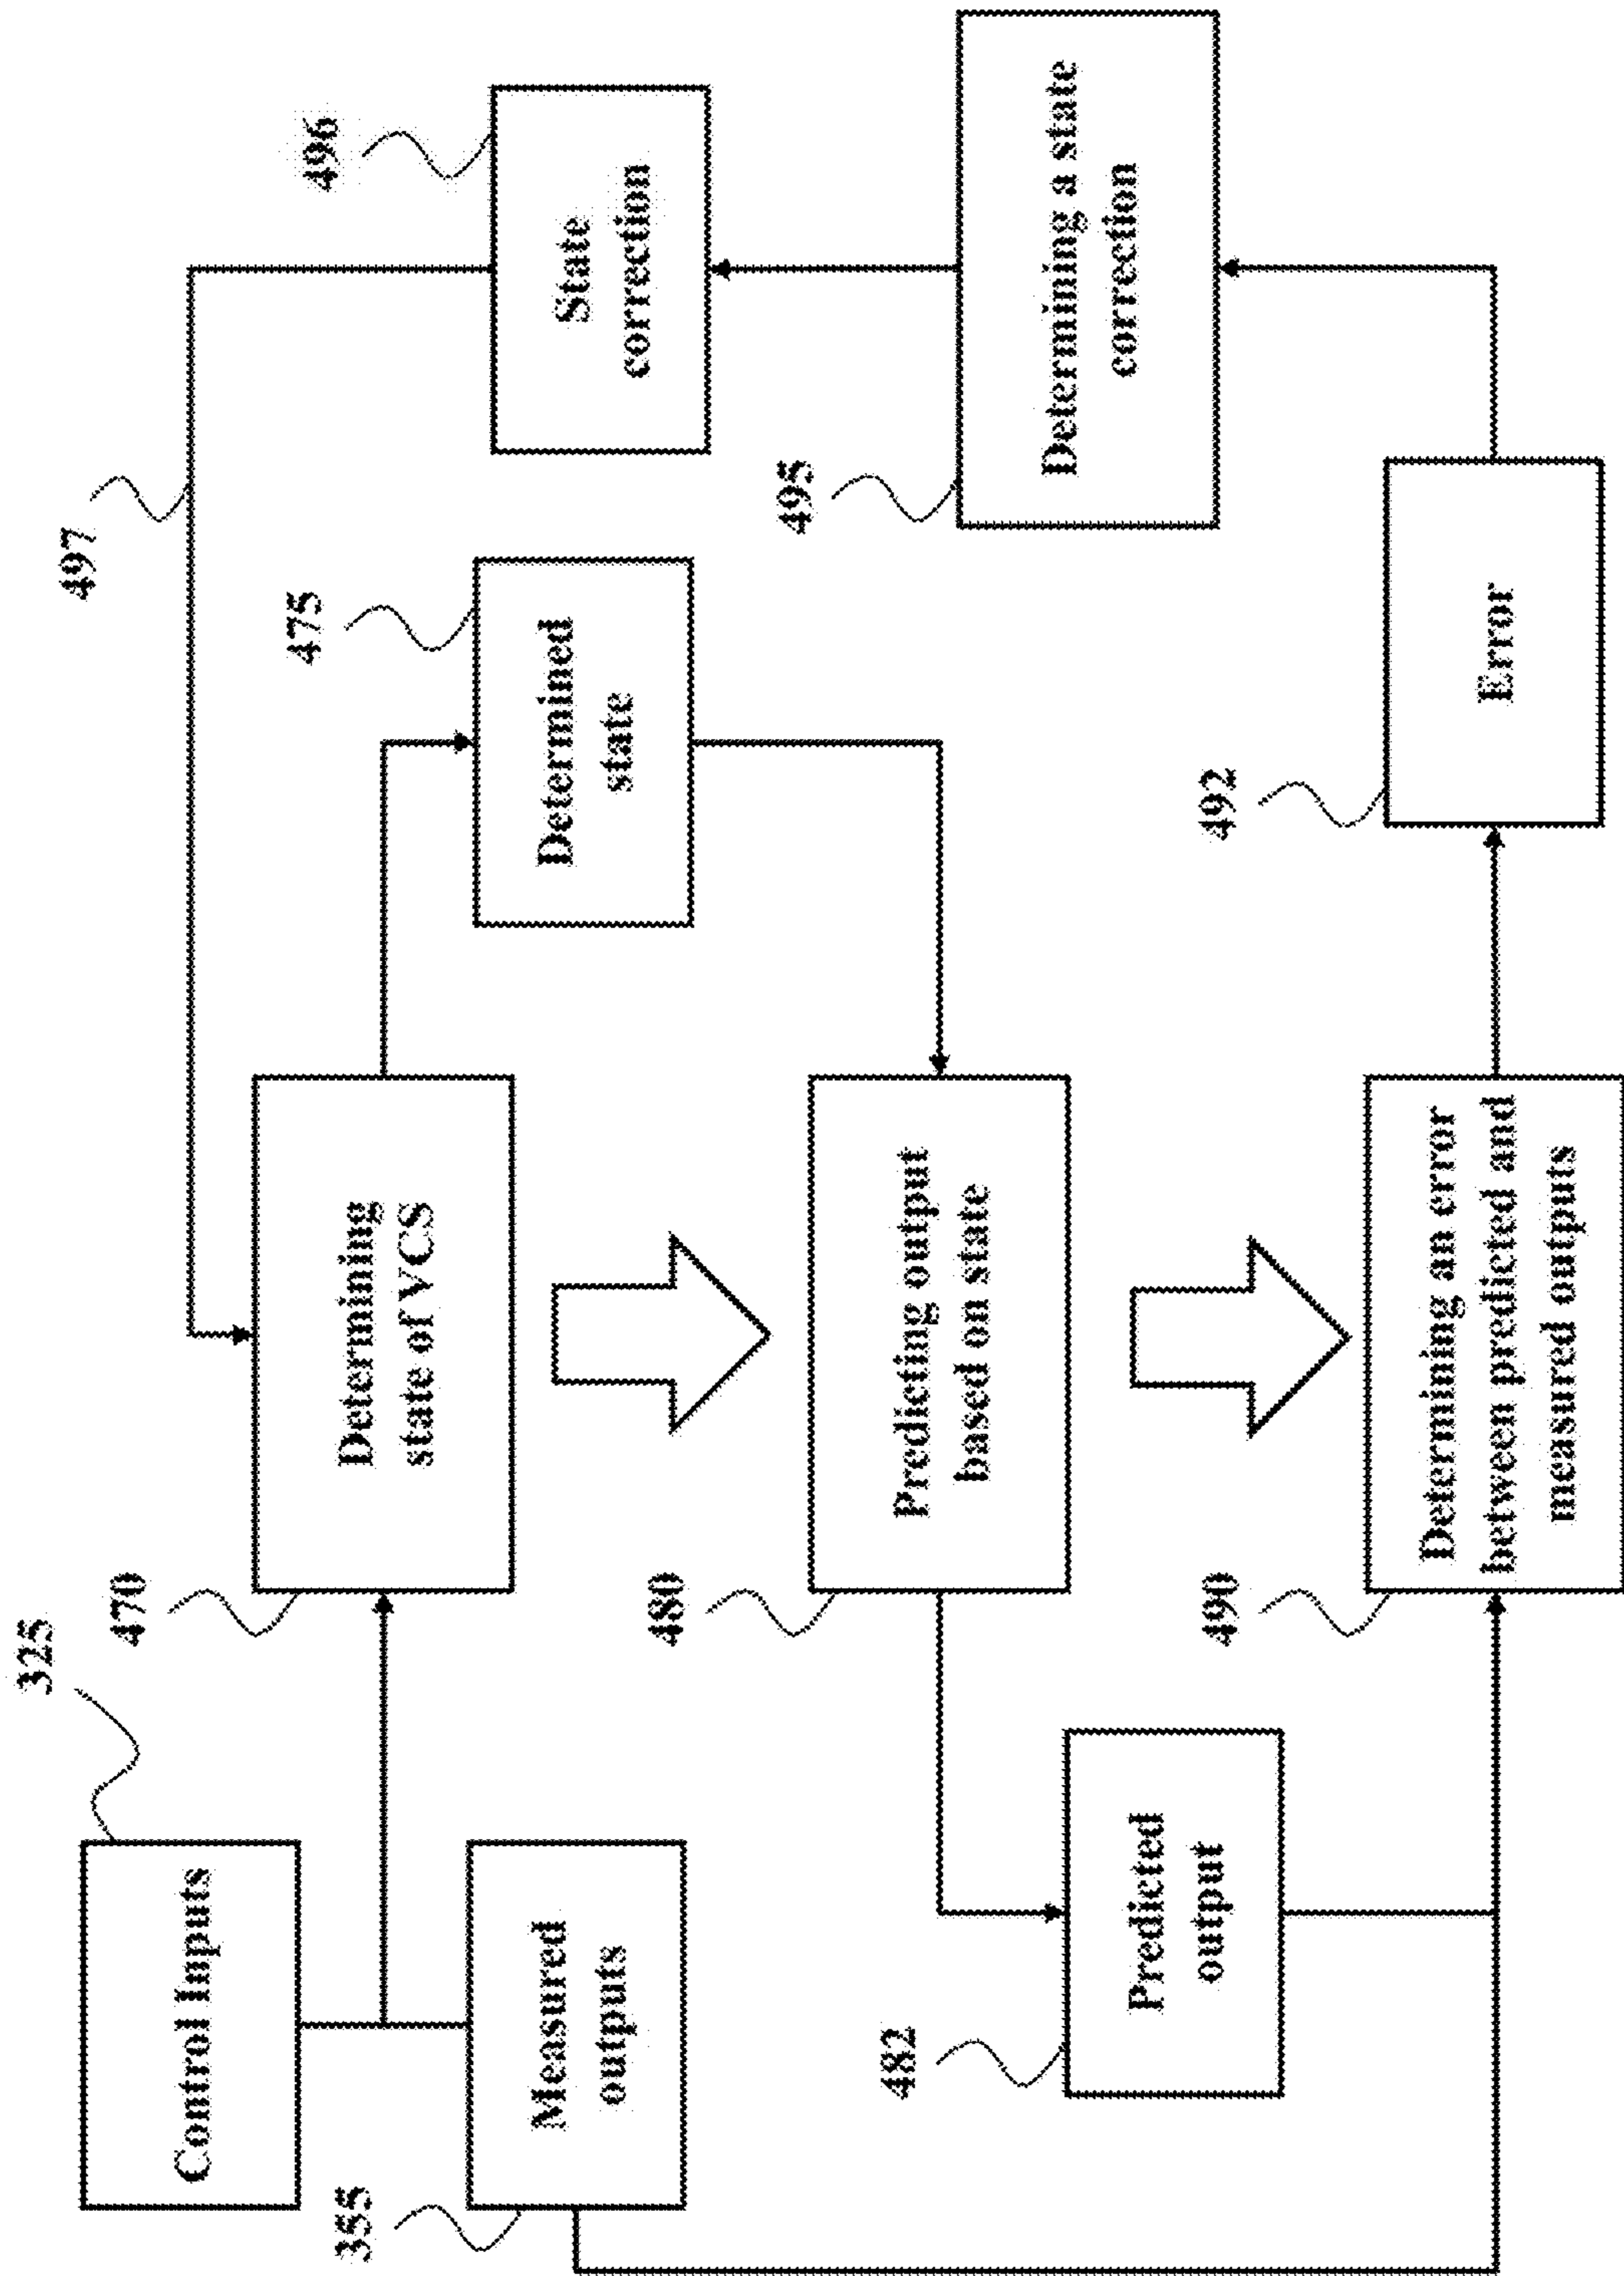 325
Control Inputs
355
Measured
outputs
470
Determining
state of VCS
497
475
Determined
state
496
State
correction
480
Predicting output
based on state
482
Predicted
output
495
Determining a state
correction
490
Determining an error
between predicted and
measured outputs
492
Error